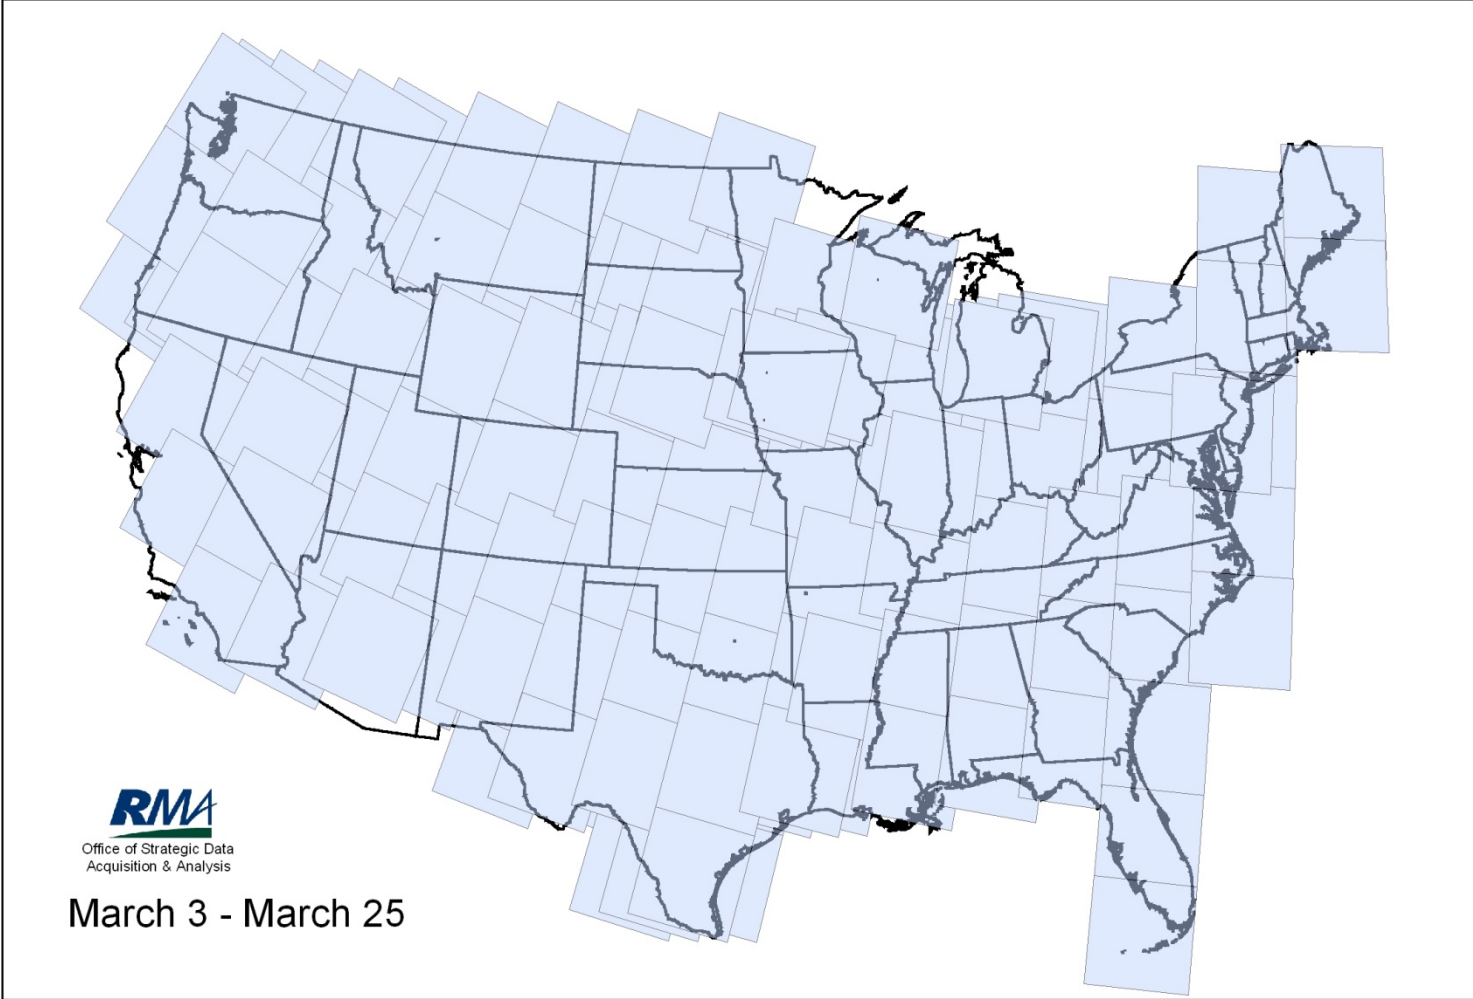 RMA
Office of Strategic Data
Acquisition & Analysis
March 3 - March 25